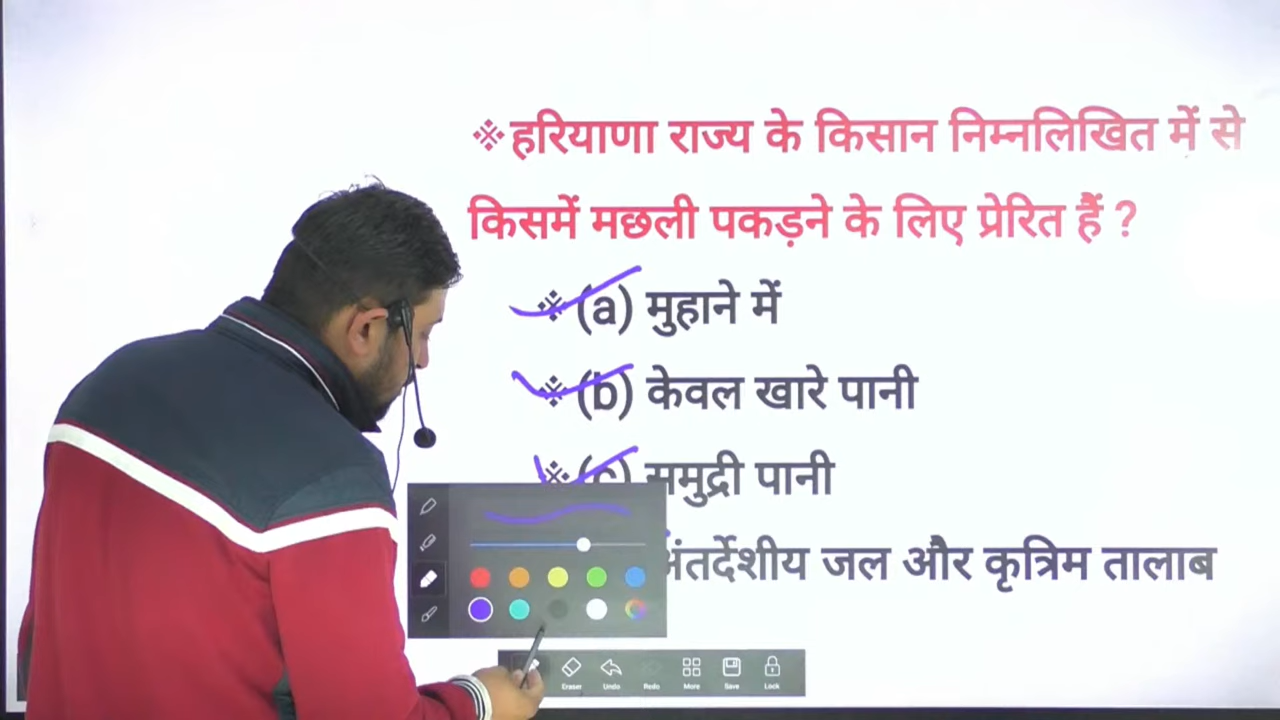 ※हरियाणा राज्य के किसान निम्नलिखित में से
किसमें मछली पकड़ने के लिए प्रेरित हैं ?
※(a) मुहाने में
※(b) केवल खारे पानी
※(c) समुद्री पानी
अंतर्देशीय जल और कृत्रिम तालाब
Eraser Undo Redo More Save Lock